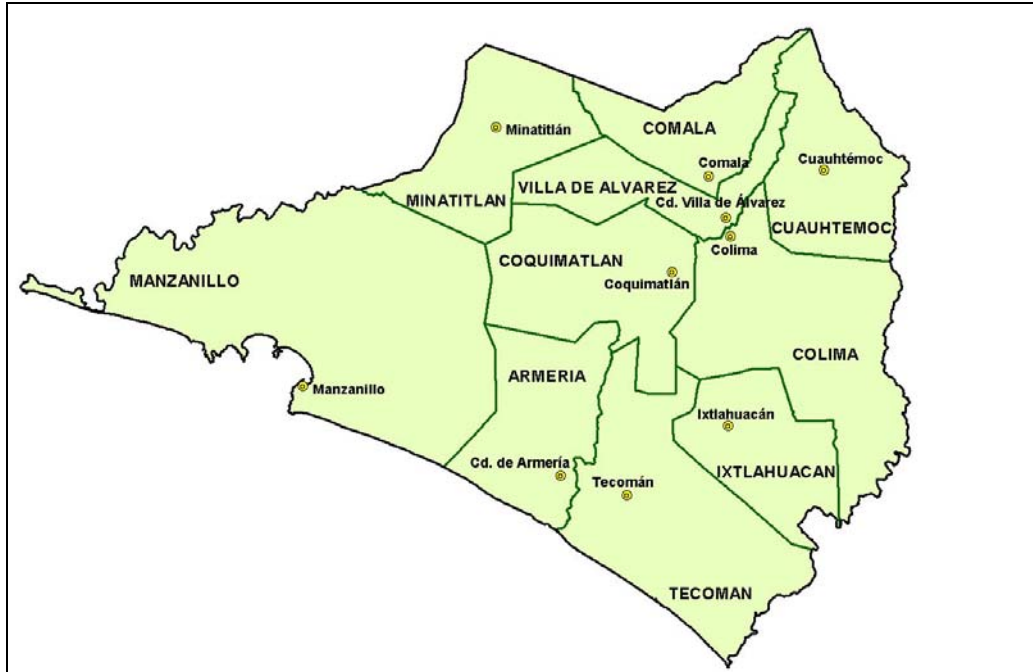 Minatitlán
COMALA
Comala
Cuauhtémoc
VILLA DE ALVAREZ
MINATITLAN
Cd. Villa de Álvarez
CUAUHTEMOC
Colima
COQUIMATLAN
MANZANILLO
Coquimatlán
COLIMA
ARMERIA
Manzanillo
Ixtlahuacán
Cd. de Armería
IXTLAHUACAN
Tecomán
TECOMAN